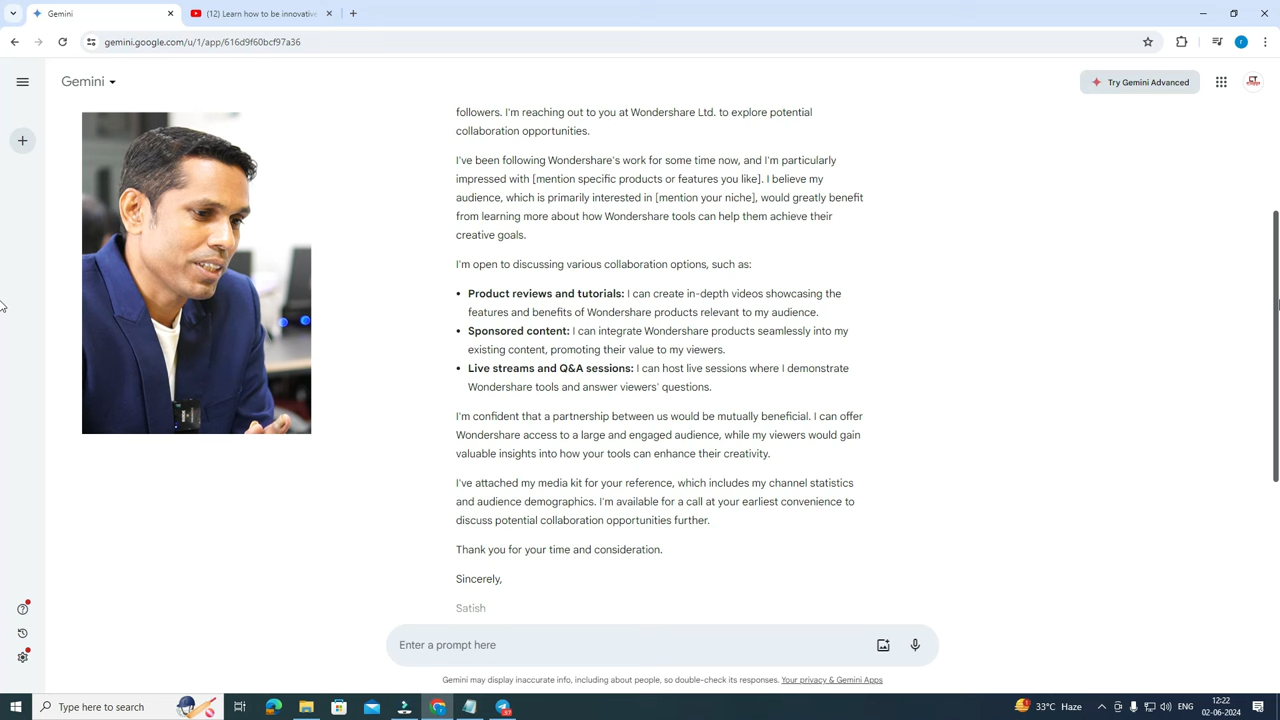 Gemini
(12) Learn how to be innovative
gemini.google.com/u/1/app/616d9f60bcf97a36
Gemini
Try Gemini Advanced
followers. I'm reaching out to you at Wondershare Ltd. to explore potential
collaboration opportunities.
I've been following Wondershare's work for some time now, and I'm particularly
impressed with [mention specific products or features you like]. I believe my
audience, which is primarily interested in [mention your niche], would greatly benefit
from learning more about how Wondershare tools can help them achieve their
creative goals.
I'm open to discussing various collaboration options, such as:
• Product reviews and tutorials: I can create in-depth videos showcasing the
features and benefits of Wondershare products relevant to my audience.
• Sponsored content: I can integrate Wondershare products seamlessly into my
existing content, promoting their value to my viewers.
• Live streams and Q&A sessions: I can host live sessions where I demonstrate
Wondershare tools and answer viewers' questions.
I'm confident that a partnership between us would be mutually beneficial. I can offer
Wondershare access to a large and engaged audience, while my viewers would gain
valuable insights into how your tools can enhance their creativity.
I've attached my media kit for your reference, which includes my channel statistics
and audience demographics. I'm available for a call at your earliest convenience to
discuss potential collaboration opportunities further.
Thank you for your time and consideration.
Sincerely,
Satish
Enter a prompt here
Gemini may display inaccurate info, including about people, so double-check its responses. Your privacy & Gemini Apps
Type here to search
33°C Haze
ENG
12:22
02-06-2024